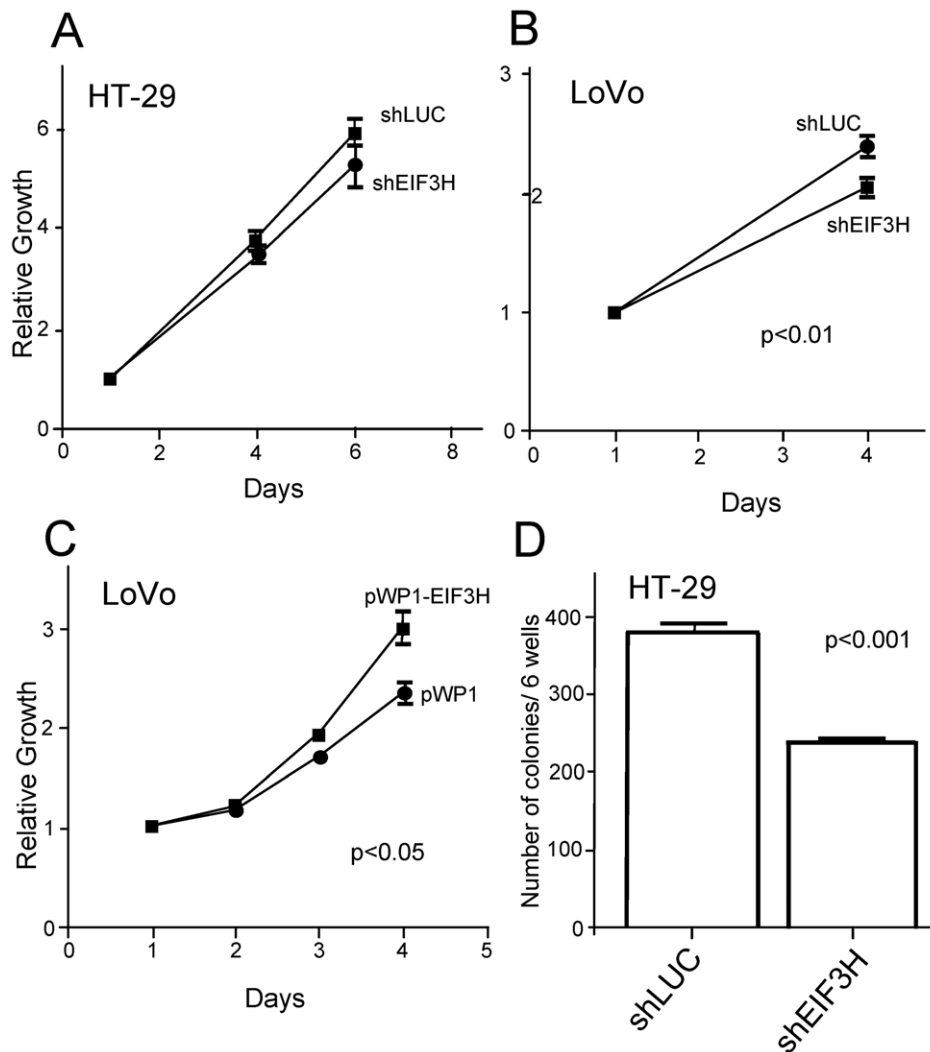 A
HT-29
shLUC
shEIF3H
Relative Growth
6
4
2
0
0 2 4 6 8
Days
B
LoVo
shLUC
shEIF3H
3
2
1
0
p<0.01
0 1 2 3 4
Days
C
LoVo
pWP1-EIF3H
pWP1
Relative Growth
3
2
1
0
p<0.05
0 1 2 3 4 5
Days
D
HT-29
p<0.001
Number of colonies/ 6 wells
400
300
200
100
0
shLUC
shEIF3H